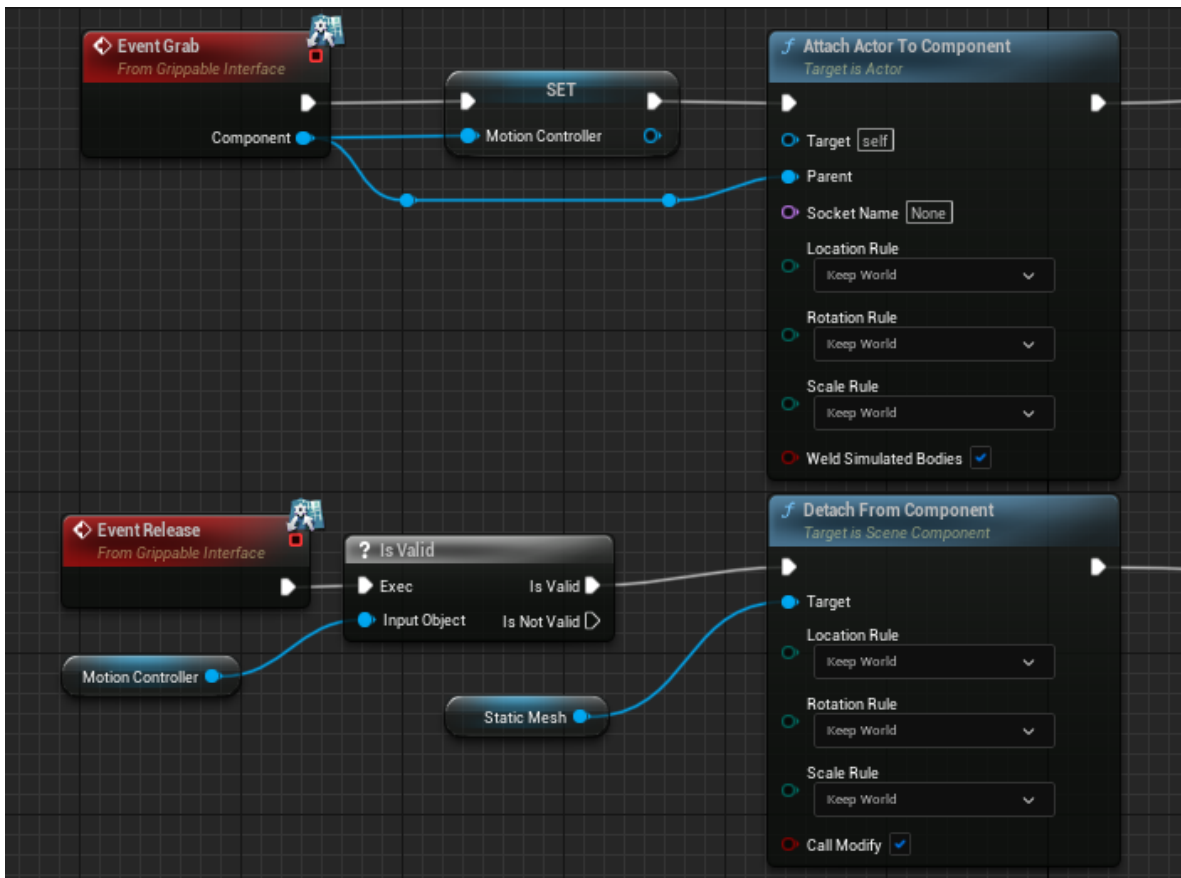 Event Grab
From Grippable Interface
Component
SET
Motion Controller
f Attach Actor To Component
Target is Actor
Target self
Parent
Socket Name None
Location Rule
Keep World
Rotation Rule
Keep World
Scale Rule
Keep World
Weld Simulated Bodies
Event Release
From Grippable Interface
? Is Valid
Exec Is Valid
Input Object Is Not Valid
Motion Controller
Static Mesh
f Detach From Component
Target is Scene Component
Target
Location Rule
Keep World
Rotation Rule
Keep World
Scale Rule
Keep World
Call Modify